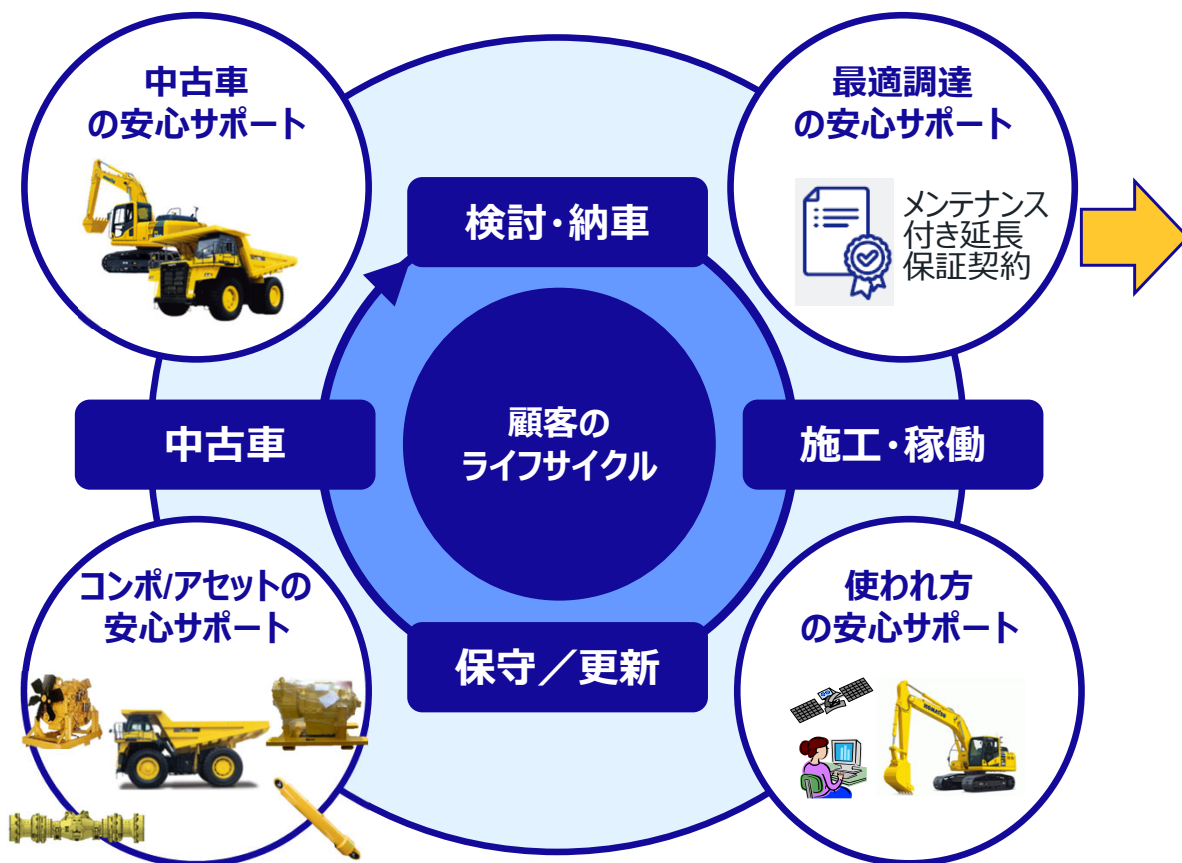 中古車
の安心サポート
最適調達
の安心サポート
メンテナンス
付き延長
保証契約
検討・納車
中古車
顧客の
ライフサイクル
施工・稼働
コンポ/アセットの
安心サポート
保守／更新
使われ方
の安心サポート
KOMATSU